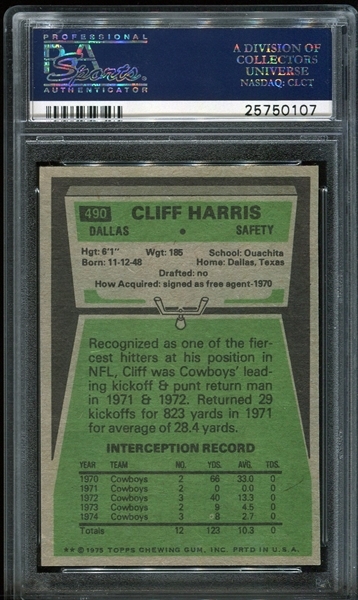 PROFESSIONAL
PSA
Sports
AUTHENTICATOR
A DIVISION OF
COLLECTORS
UNIVERSE
NASDAQ: CLCT
25750107
490 CLIFF HARRIS
DALLAS • SAFETY
Hgt: 6'1" Wgt: 185 School: Ouachita
Born: 11-12-48 Home: Dallas, Texas
Drafted: no
How Acquired: signed as free agent-1970
Recognized as one of the fier-
cest hitters at his position in
NFL, Cliff was Cowboys' lead-
ing kickoff & punt return man
in 1971 & 1972. Returned 29
kickoffs for 823 yards in 1971
for average of 28.4 yards.
INTERCEPTION RECORD
YEAR TEAM NO. YDS. AVG. TDS.
1970 Cowboys 2 66 33.0 0
1971 Cowboys 2 0 0.0 0
1972 Cowboys 3 40 13.3 0
1973 Cowboys 2 9 4.5 0
1974 Cowboys 3 8 2.7 0
Totals 12 123 10.3 0
** © 1975 TOPPS CHEWING GUM, INC. PRTD IN U.S.A.